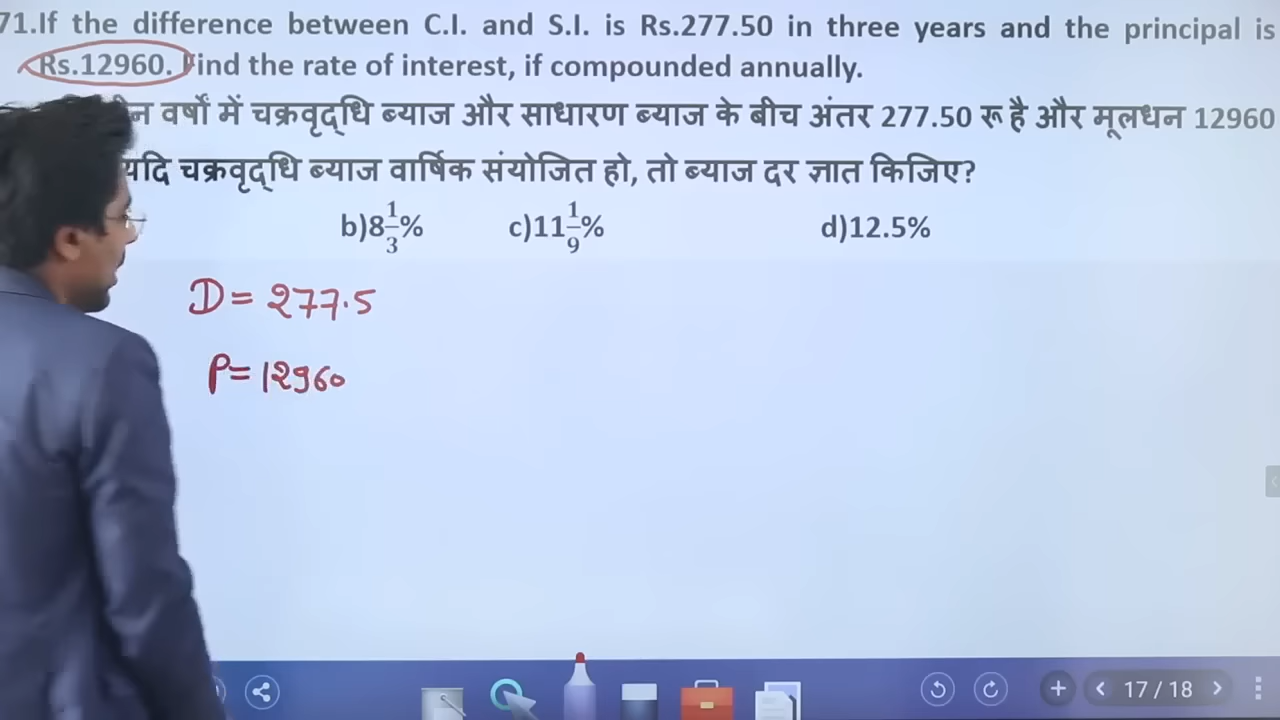 71.If the difference between C.I. and S.I. is Rs.277.50 in three years and the principal is
Rs.12960. Find the rate of interest, if compounded annually.
वर्षों में चक्रवृद्धि ब्याज और साधारण ब्याज के बीच अंतर 277.50 रू है और मूलधन 12960
यदि चक्रवृद्धि ब्याज वार्षिक संयोजित हो, तो ब्याज दर ज्ञात किजिए?
b)8 1/3% c)11 1/9% d)12.5%
D = 277.5
P = 12960
17 / 18